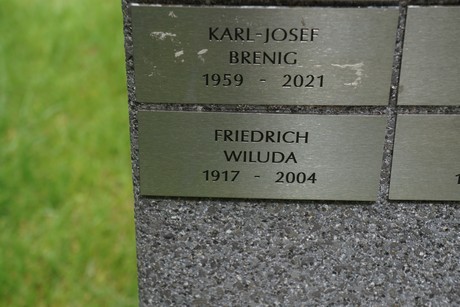 KARL-JOSEF
BRENIG
1959 - 2021
FRIEDRICH
WILUDA
1917 - 2004